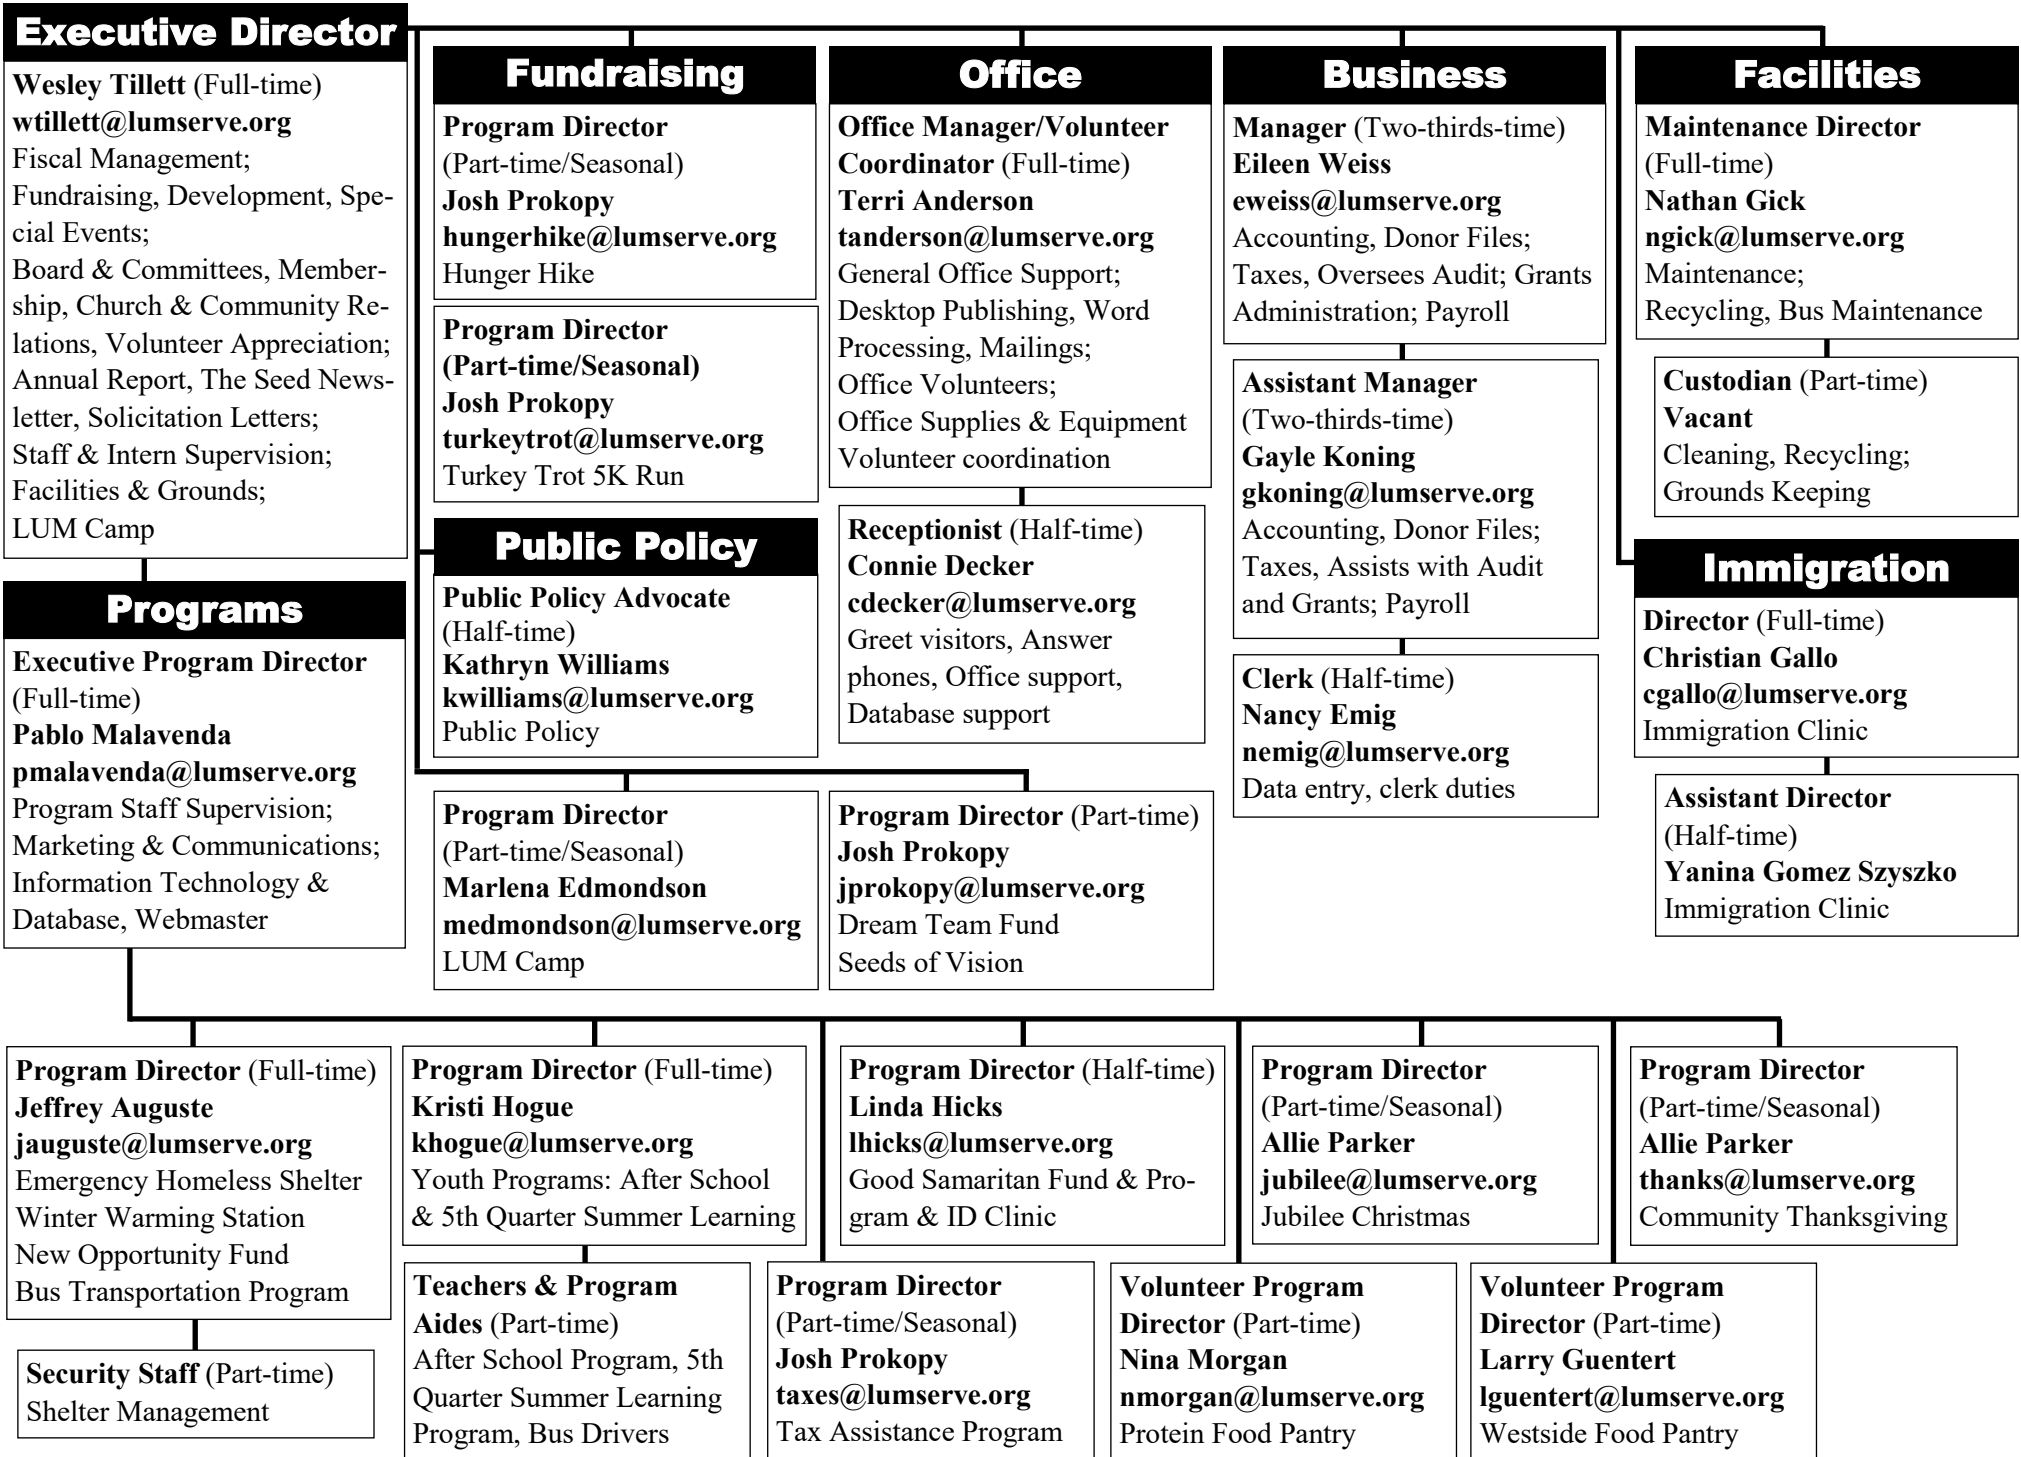 Executive Director
Wesley Tillett (Full-time)
wtillett@lumserve.org
Fiscal Management;
Fundraising, Development, Spe-
cial Events;
Board & Committees, Member-
ship, Church & Community Re-
lations, Volunteer Appreciation;
Annual Report, The Seed News-
letter, Solicitation Letters;
Staff & Intern Supervision;
Facilities & Grounds;
LUM Camp
Programs
Executive Program Director
(Full-time)
Pablo Malavenda
pmalavenda@lumserve.org
Program Staff Supervision;
Marketing & Communications;
Information Technology &
Database, Webmaster
Fundraising
Program Director
(Part-time/Seasonal)
Josh Prokopy
hungerhike@lumserve.org
Hunger Hike
Program Director
(Part-time/Seasonal)
Josh Prokopy
turkeytrot@lumserve.org
Turkey Trot 5K Run
Public Policy
Public Policy Advocate
(Half-time)
Kathryn Williams
kwilliams@lumserve.org
Public Policy
Program Director
(Part-time/Seasonal)
Marlena Edmondson
medmondson@lumserve.org
LUM Camp
Office
Office Manager/Volunteer
Coordinator (Full-time)
Terri Anderson
tanderson@lumserve.org
General Office Support;
Desktop Publishing, Word
Processing, Mailings;
Office Volunteers;
Office Supplies & Equipment
Volunteer coordination
Receptionist (Half-time)
Connie Decker
cdecker@lumserve.org
Greet visitors, Answer
phones, Office support,
Database support
Program Director (Part-time)
Josh Prokopy
jprokopy@lumserve.org
Dream Team Fund
Seeds of Vision
Business
Manager (Two-thirds-time)
Eileen Weiss
eweiss@lumserve.org
Accounting, Donor Files;
Taxes, Oversees Audit; Grants
Administration; Payroll
Assistant Manager
(Two-thirds-time)
Gayle Koning
gkoning@lumserve.org
Accounting, Donor Files;
Taxes, Assists with Audit
and Grants; Payroll
Clerk (Half-time)
Nancy Emig
nemig@lumserve.org
Data entry, clerk duties
Facilities
Maintenance Director
(Full-time)
Nathan Gick
ngick@lumserve.org
Maintenance;
Recycling, Bus Maintenance
Custodian (Part-time)
Vacant
Cleaning, Recycling;
Grounds Keeping
Immigration
Director (Full-time)
Christian Gallo
cgallo@lumserve.org
Immigration Clinic
Assistant Director
(Half-time)
Yanina Gomez Szyszko
Immigration Clinic
Program Director (Full-time)
Jeffrey Auguste
jauguste@lumserve.org
Emergency Homeless Shelter
Winter Warming Station
New Opportunity Fund
Bus Transportation Program
Security Staff (Part-time)
Shelter Management
Program Director (Full-time)
Kristi Hogue
khogue@lumserve.org
Youth Programs: After School
& 5th Quarter Summer Learning
Teachers & Program
Aides (Part-time)
After School Program, 5th
Quarter Summer Learning
Program, Bus Drivers
Program Director (Half-time)
Linda Hicks
lhicks@lumserve.org
Good Samaritan Fund & Pro-
gram & ID Clinic
Program Director
(Part-time/Seasonal)
Josh Prokopy
taxes@lumserve.org
Tax Assistance Program
Program Director
(Part-time/Seasonal)
Allie Parker
jubilee@lumserve.org
Jubilee Christmas
Volunteer Program
Director (Part-time)
Nina Morgan
nmorgan@lumserve.org
Protein Food Pantry
Program Director
(Part-time/Seasonal)
Allie Parker
thanks@lumserve.org
Community Thanksgiving
Volunteer Program
Director (Part-time)
Larry Guentert
lguentert@lumserve.org
Westside Food Pantry